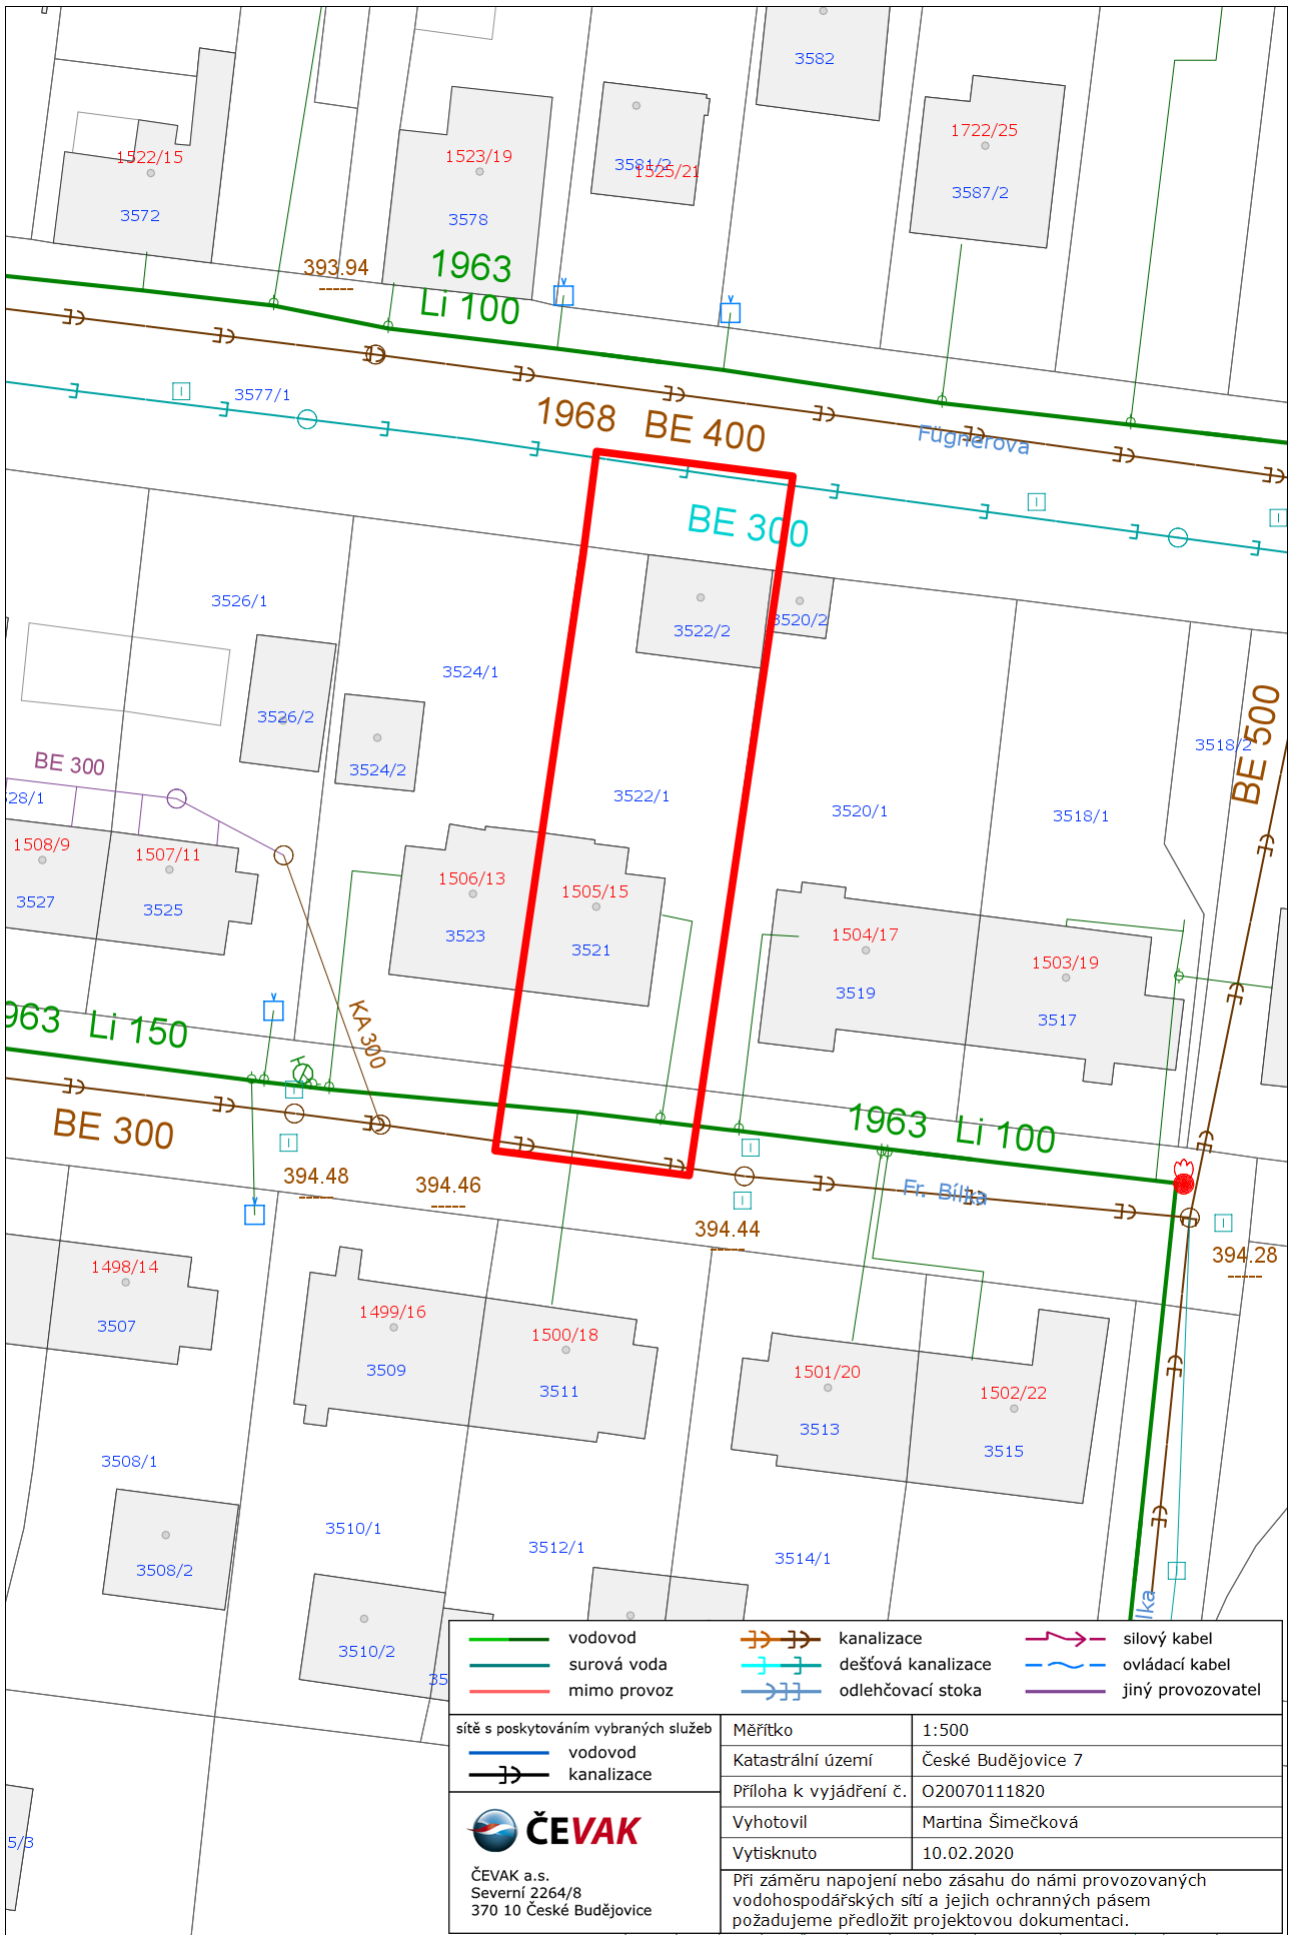 3582
1722/25
1522/15
1523/19
3581/2
1525/21
3587/2
3572
3578
393.94
-----
1963
Li 100
3577/1
1968 BE 400
Fügnerova
BE 300
3526/1
3522/2
3520/2
3524/1
3526/2
3524/2
3518/2
BE 500
BE 300
28/1
3522/1
3520/1
3518/1
1508/9
1507/11
3527
3525
1506/13
1505/15
3523
3521
1504/17
1503/19
3519
3517
963 Li 150
KA 300
BE 300
1963 Li 100
394.48
-----
394.46
-----
394.44
-----
Fr. Bílka
394.28
-----
1498/14
3507
1499/16
3509
1500/18
3511
1501/20
3513
1502/22
3515
3508/1
3508/2
3510/1
3512/1
3514/1
3510/2
35
lka
5/3
vodovod
surová voda
mimo provoz
kanalizace
dešťová kanalizace
odlehčovací stoka
silový kabel
ovládací kabel
jiný provozovatel
sítě s poskytováním vybraných služeb
vodovod
kanalizace
Měřítko 1:500
Katastrální území České Budějovice 7
Příloha k vyjádření č. O20070111820
Vyhotovil Martina Šimečková
Vytisknuto 10.02.2020
ČEVAK
ČEVAK a.s.
Severní 2264/8
370 10 České Budějovice
Při záměru napojení nebo zásahu do námi provozovaných
vodohospodářských sítí a jejich ochranných pásem
požadujeme předložit projektovou dokumentaci.